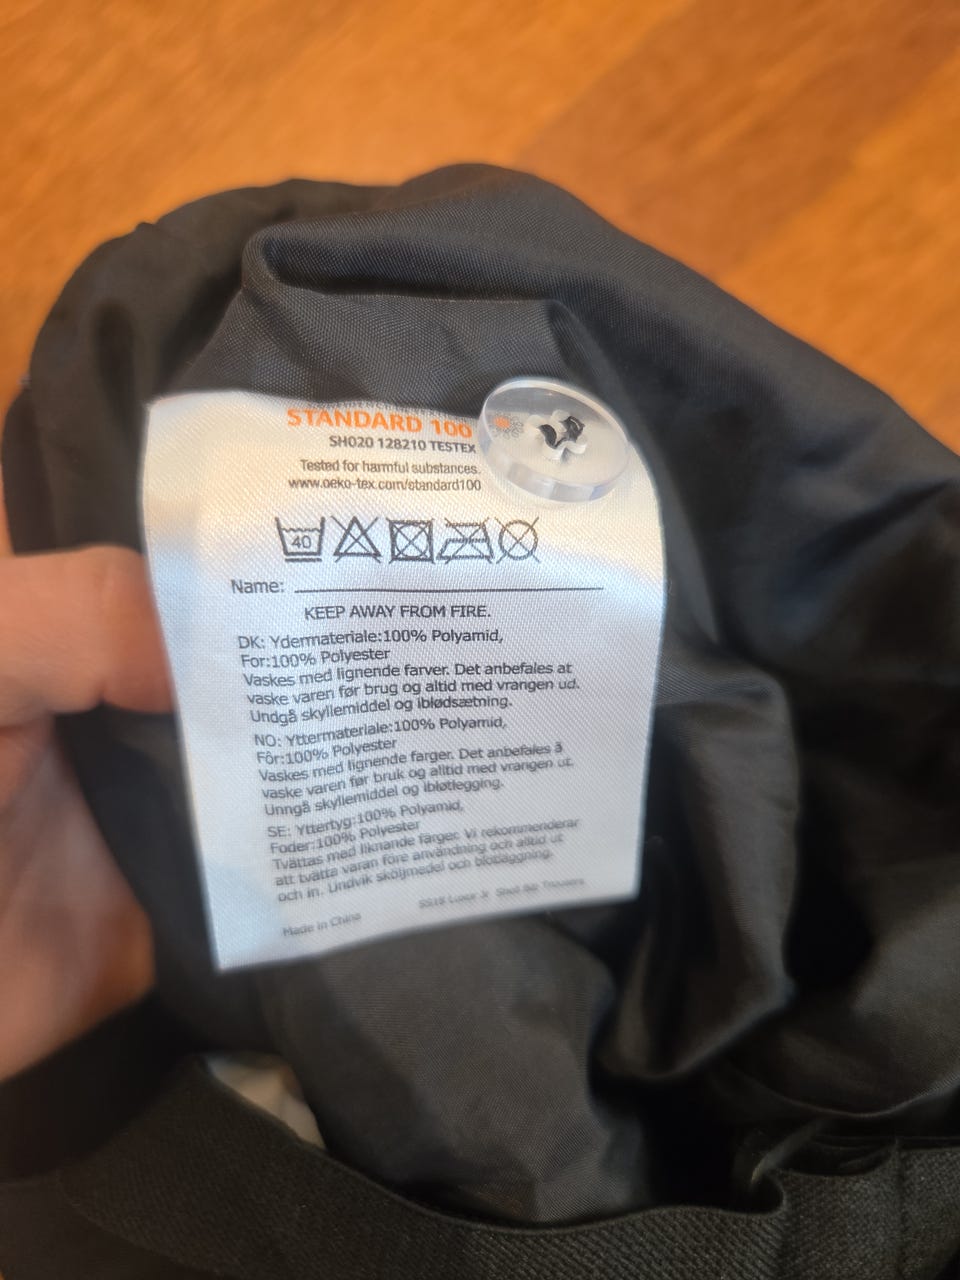 STANDARD 100
SH020 128210 TESTEX
Tested for harmful substances.
www.oeko-tex.com/standard100
40
Name:
KEEP AWAY FROM FIRE.
DK: Ydermateriale:100% Polyamid,
For:100% Polyester
Vaskes med lignende farver. Det anbefales at
vaske varen før brug og altid med vrangen ud.
Undgå skyllemiddel og iblødsætning.
NO: Yttermateriale:100% Polyamid,
Fôr:100% Polyester
Vaskes med lignende farger. Det anbefales å
vaske varen før bruk og alltid med vrangen ut.
Unngå skyllemiddel og ibløtlegging.
SE: Yttertyg:100% Polyamid,
Foder:100% Polyester
Tvättas med liknande färger. Vi rekommenderar
att tvätta varan före användning och alltid ut
och in. Undvik sköljmedel och blötläggning.
Made in China
SS18 Jr Shell Trousers